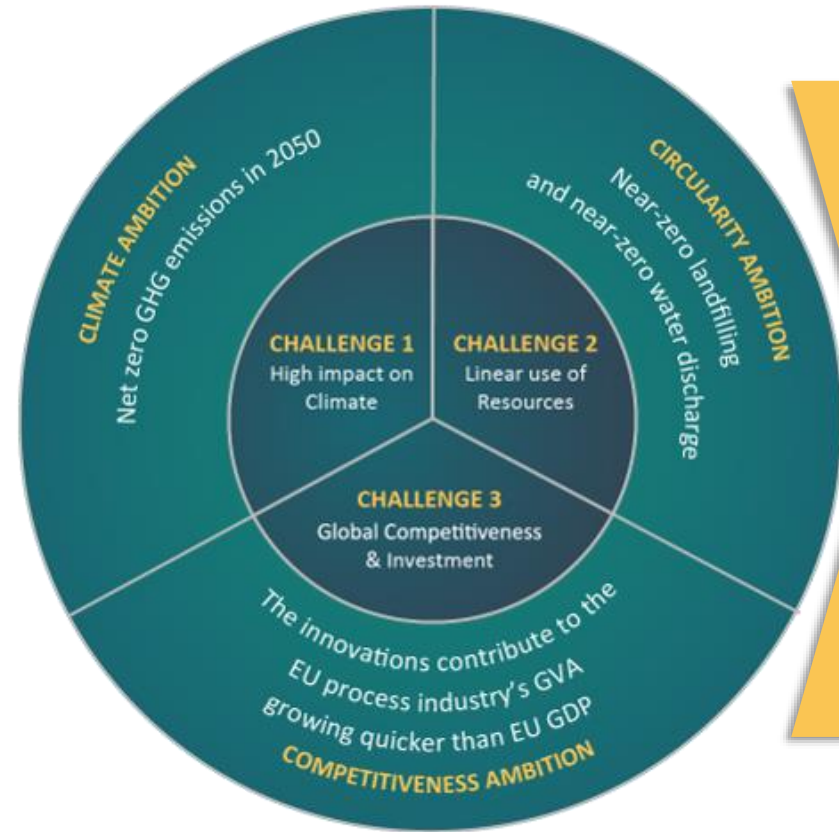 CLIMATE AMBITION
Net zero GHG emissions in 2050
CIRCULARITY AMBITION
Near-zero landfilling
and near-zero water discharge
CHALLENGE 1
High impact on
Climate
CHALLENGE 2
Linear use of
Resources
CHALLENGE 3
Global Competitiveness
& Investment
The innovations contribute to the
EU process industry's GVA
growing quicker than EU GDP
COMPETITIVENESS AMBITION